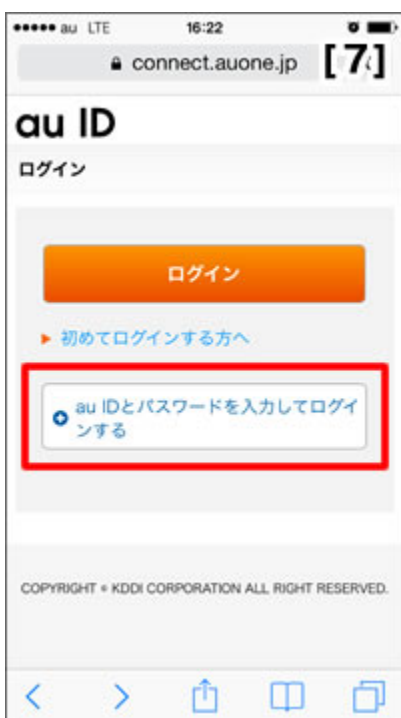 au LTE 16:22
connect.auone.jp
[7]
au ID
ログイン
ログイン
初めてログインする方へ
au IDとパスワードを入力してログイ
ンする
COPYRIGHT © KDDI CORPORATION ALL RIGHT RESERVED.